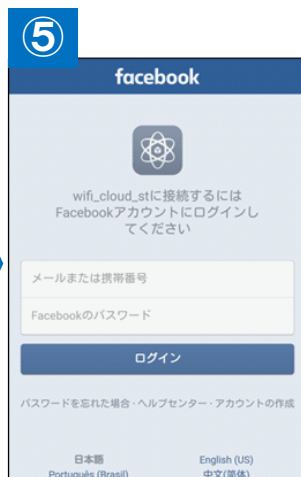 ⑤
facebook
wifi_cloud_stに接続するには
Facebookアカウントにログインし
てください
メールまたは携帯番号
Facebookのパスワード
ログイン
パスワードを忘れた場合・ヘルプセンター・アカウントの作成
日本語 English (US)
Português (Brasil) 中文(简体)